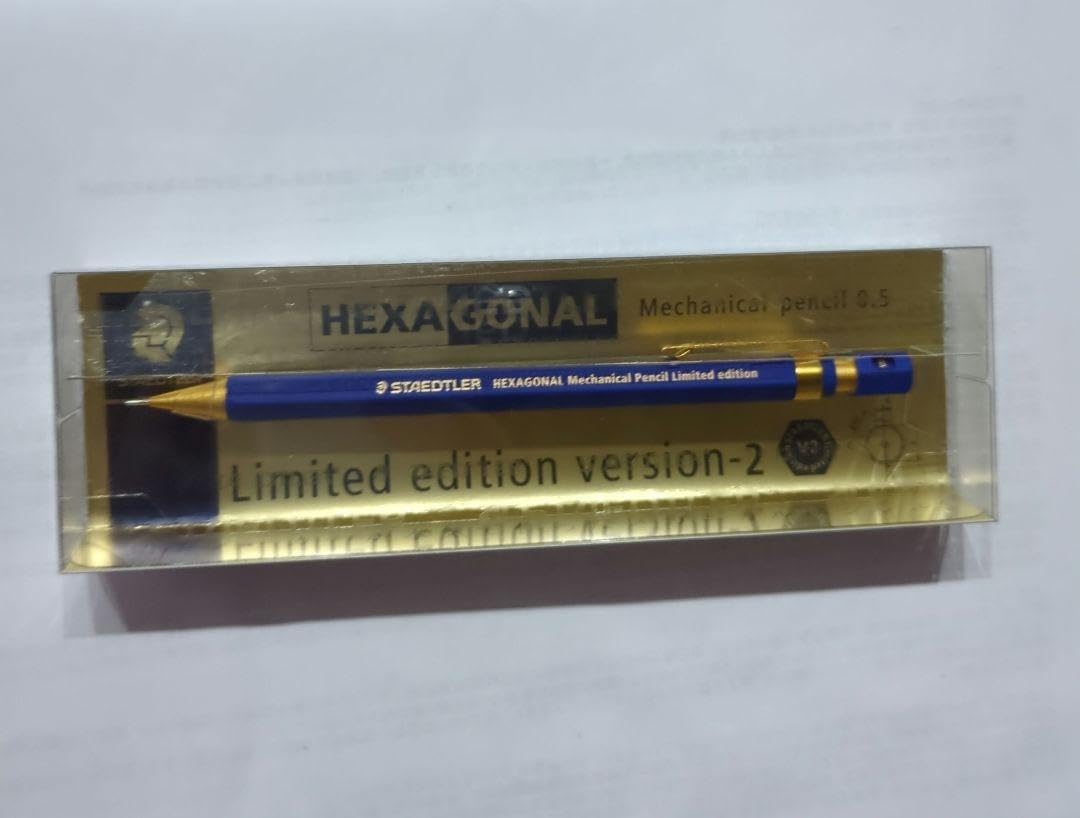 HEXAGONAL
Mechanical pencil 0.5
STAEDTLER HEXAGONAL Mechanical Pencil Limited edition
Limited edition version-2